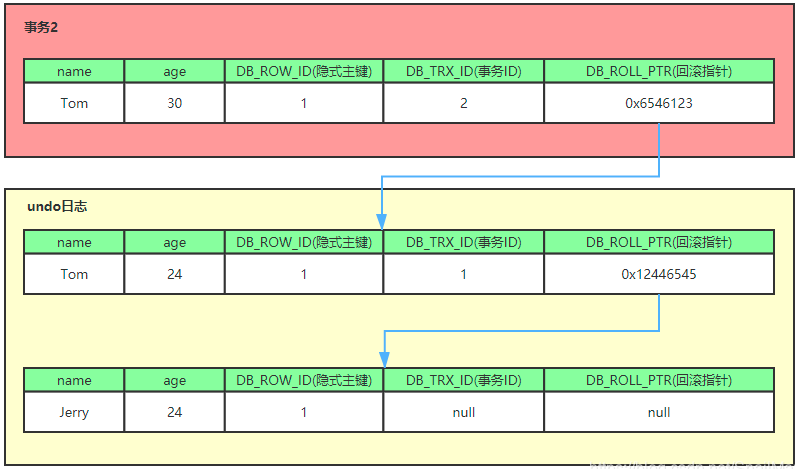 事务2
name age DB_ROW_ID(隐式主键) DB_TRX_ID(事务ID) DB_ROLL_PTR(回滚指针)
Tom 30 1 2 0x6546123
undo日志
name age DB_ROW_ID(隐式主键) DB_TRX_ID(事务ID) DB_ROLL_PTR(回滚指针)
Tom 24 1 1 0x12446545
name age DB_ROW_ID(隐式主键) DB_TRX_ID(事务ID) DB_ROLL_PTR(回滚指针)
Jerry 24 1 null null